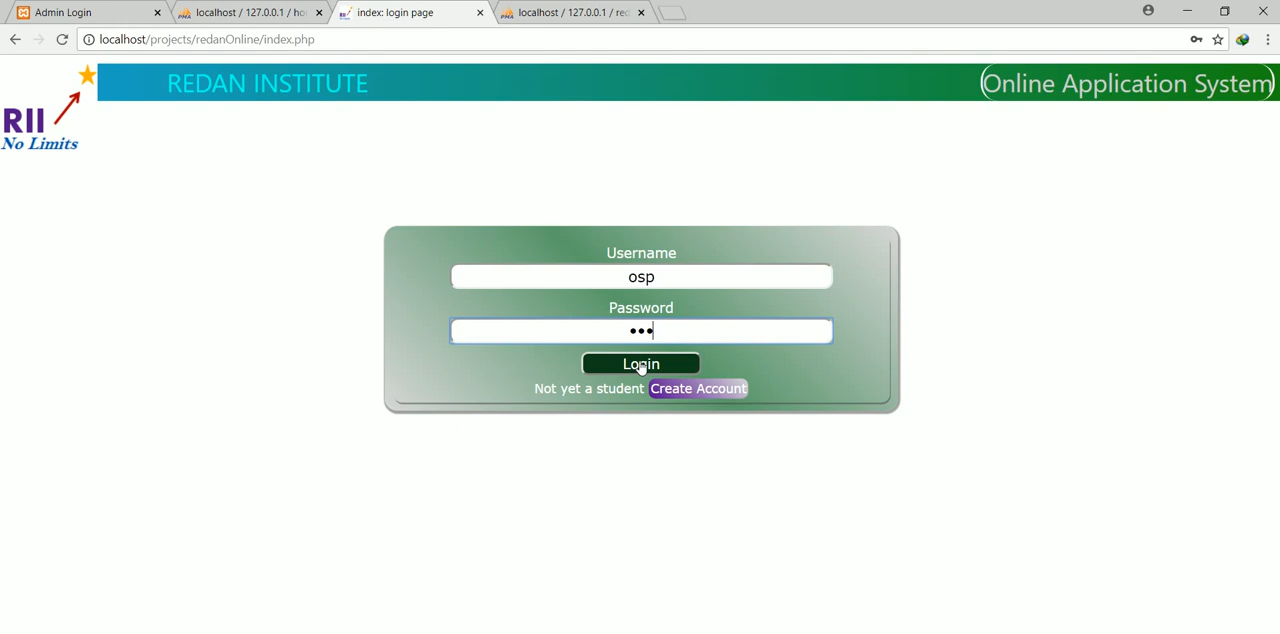 Admin Login
localhost / 127.0.0.1 / ho
index: login page
localhost / 127.0.0.1 / re
localhost/projects/redanOnline/index.php
REDAN INSTITUTE
Online Application System
RII
No Limits
Username
osp
Password
•••
Login
Not yet a student Create Account